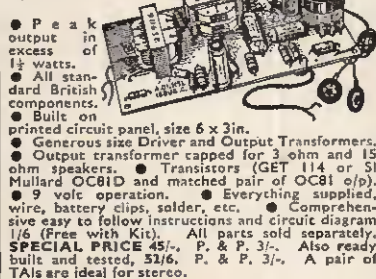 ● Peak
output in
excess of
1½ watts.
● All stan-
dard British
components.
● Built on
printed circuit panel, size 6 x 3in.
● Generous size Driver and Output Transformers.
● Output transformer tapped for 3 ohm and 15
ohm speakers. ● Transistors (GET 114 or 81
Mullard OC81D and matched pair of OC81 o/p).
● 9 volt operation. ● Everything supplied,
wire, battery clips, solder, etc. ● Comprehen-
sive easy to follow instructions and circuit diagram
1/6 (Free with Kit). All parts sold separately.
SPECIAL PRICE 45/-. P. & P. 3/-. Also ready
built and tested, 52/6. P. & P. 3/-. A pair of
TA1s are ideal for stereo.